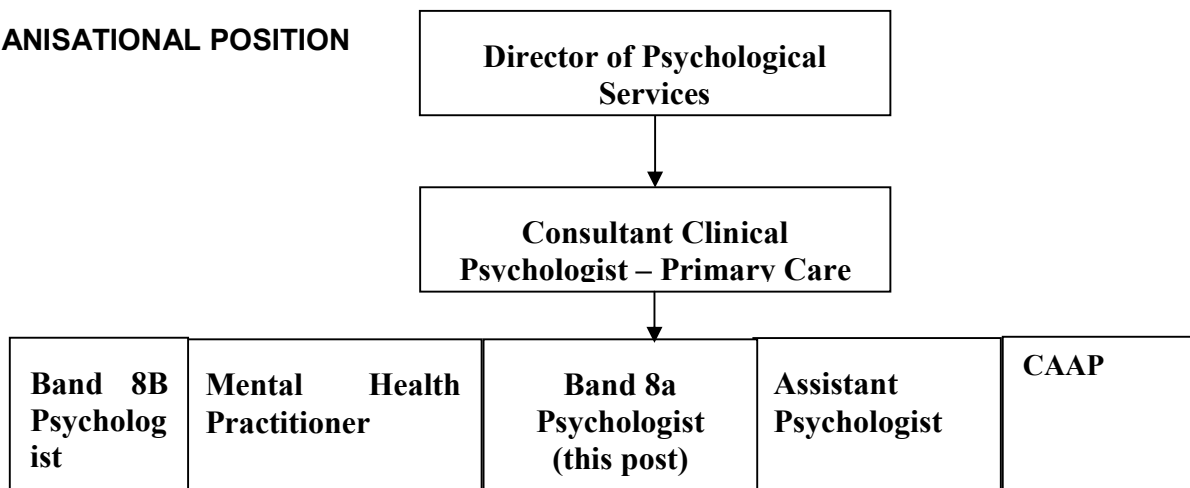 ANISATIONAL POSITION
Director of Psychological
Services
Consultant Clinical
Psychologist – Primary Care
Band 8B
Psycholog
ist
Mental Health
Practitioner
Band 8a
Psychologist
(this post)
Assistant
Psychologist
CAAP